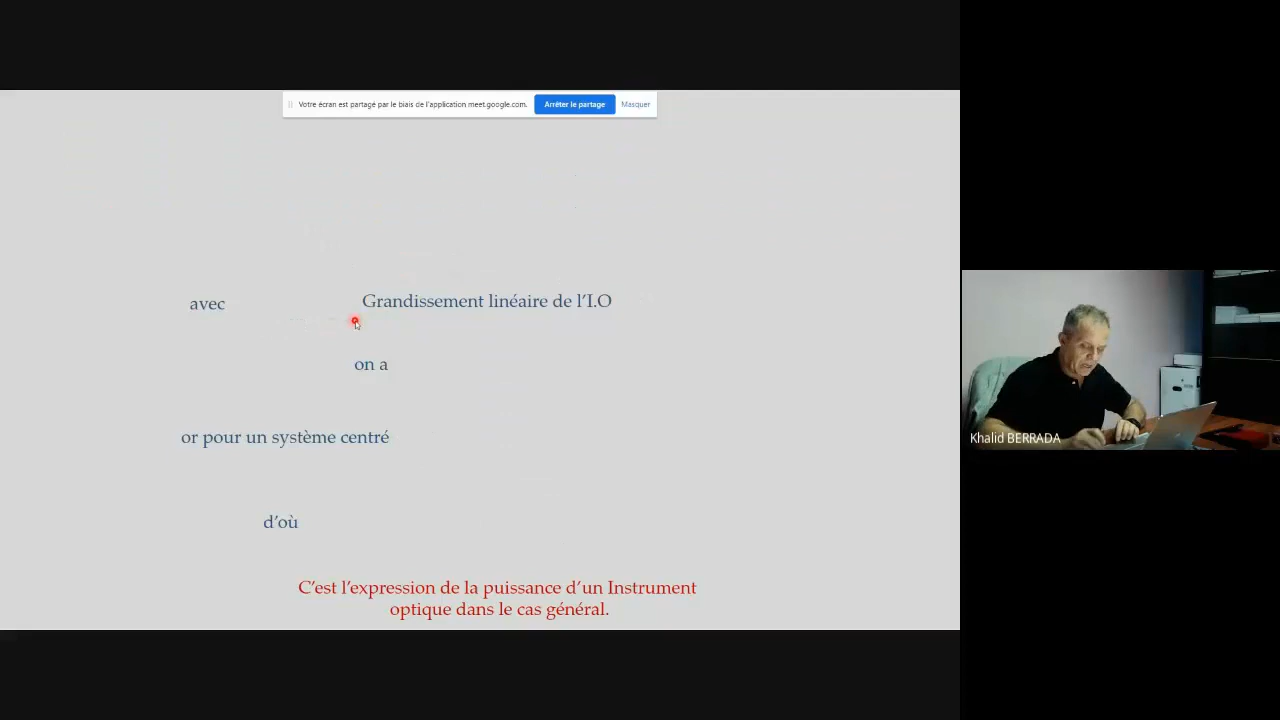 Votre écran est partagé par le biais de l'application meet.google.com. Arrêter le partage Masquer
avec Grandissement linéaire de l'I.O
on a
or pour un système centré
d'où
C'est l'expression de la puissance d'un Instrument
optique dans le cas général.
Khalid BERRADA